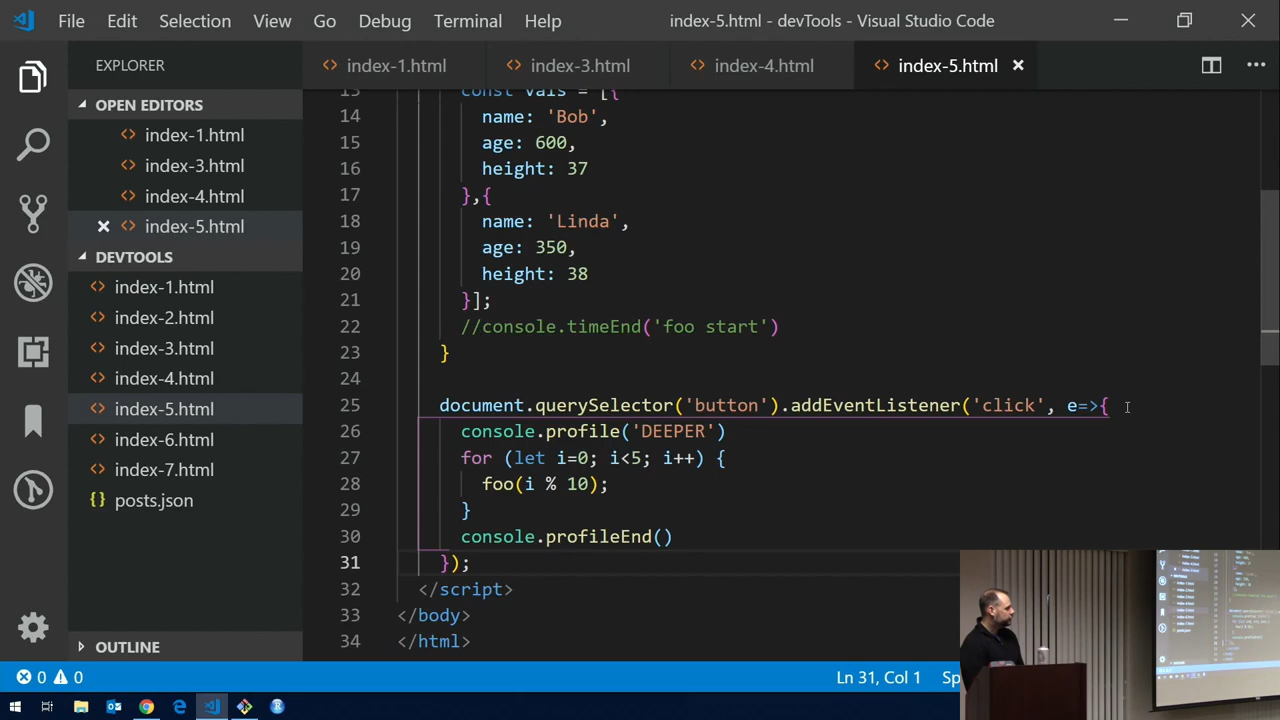 File Edit Selection View Go Debug Terminal Help index-5.html - devTools - Visual Studio Code
EXPLORER
<> index-1.html <> index-3.html <> index-4.html <> index-5.html
OPEN EDITORS
<> index-1.html
<> index-3.html
<> index-4.html
<> index-5.html
DEVTOOLS
<> index-1.html
<> index-2.html
<> index-3.html
<> index-4.html
<> index-5.html
<> index-6.html
<> index-7.html
{} posts.json
OUTLINE
13 const vals = [{
14 name: 'Bob',
15 age: 600,
16 height: 37
17 },{
18 name: 'Linda',
19 age: 350,
20 height: 38
21 }];
22 //console.timeEnd('foo start')
23 }
24
25 document.querySelector('button').addEventListener('click', e=>{
26 console.profile('DEEPER')
27 for (let i=0; i<5; i++) {
28 foo(i % 10);
29 }
30 console.profileEnd()
31 });
32 </script>
33 </body>
34 </html>
0 0 Ln 31, Col 1